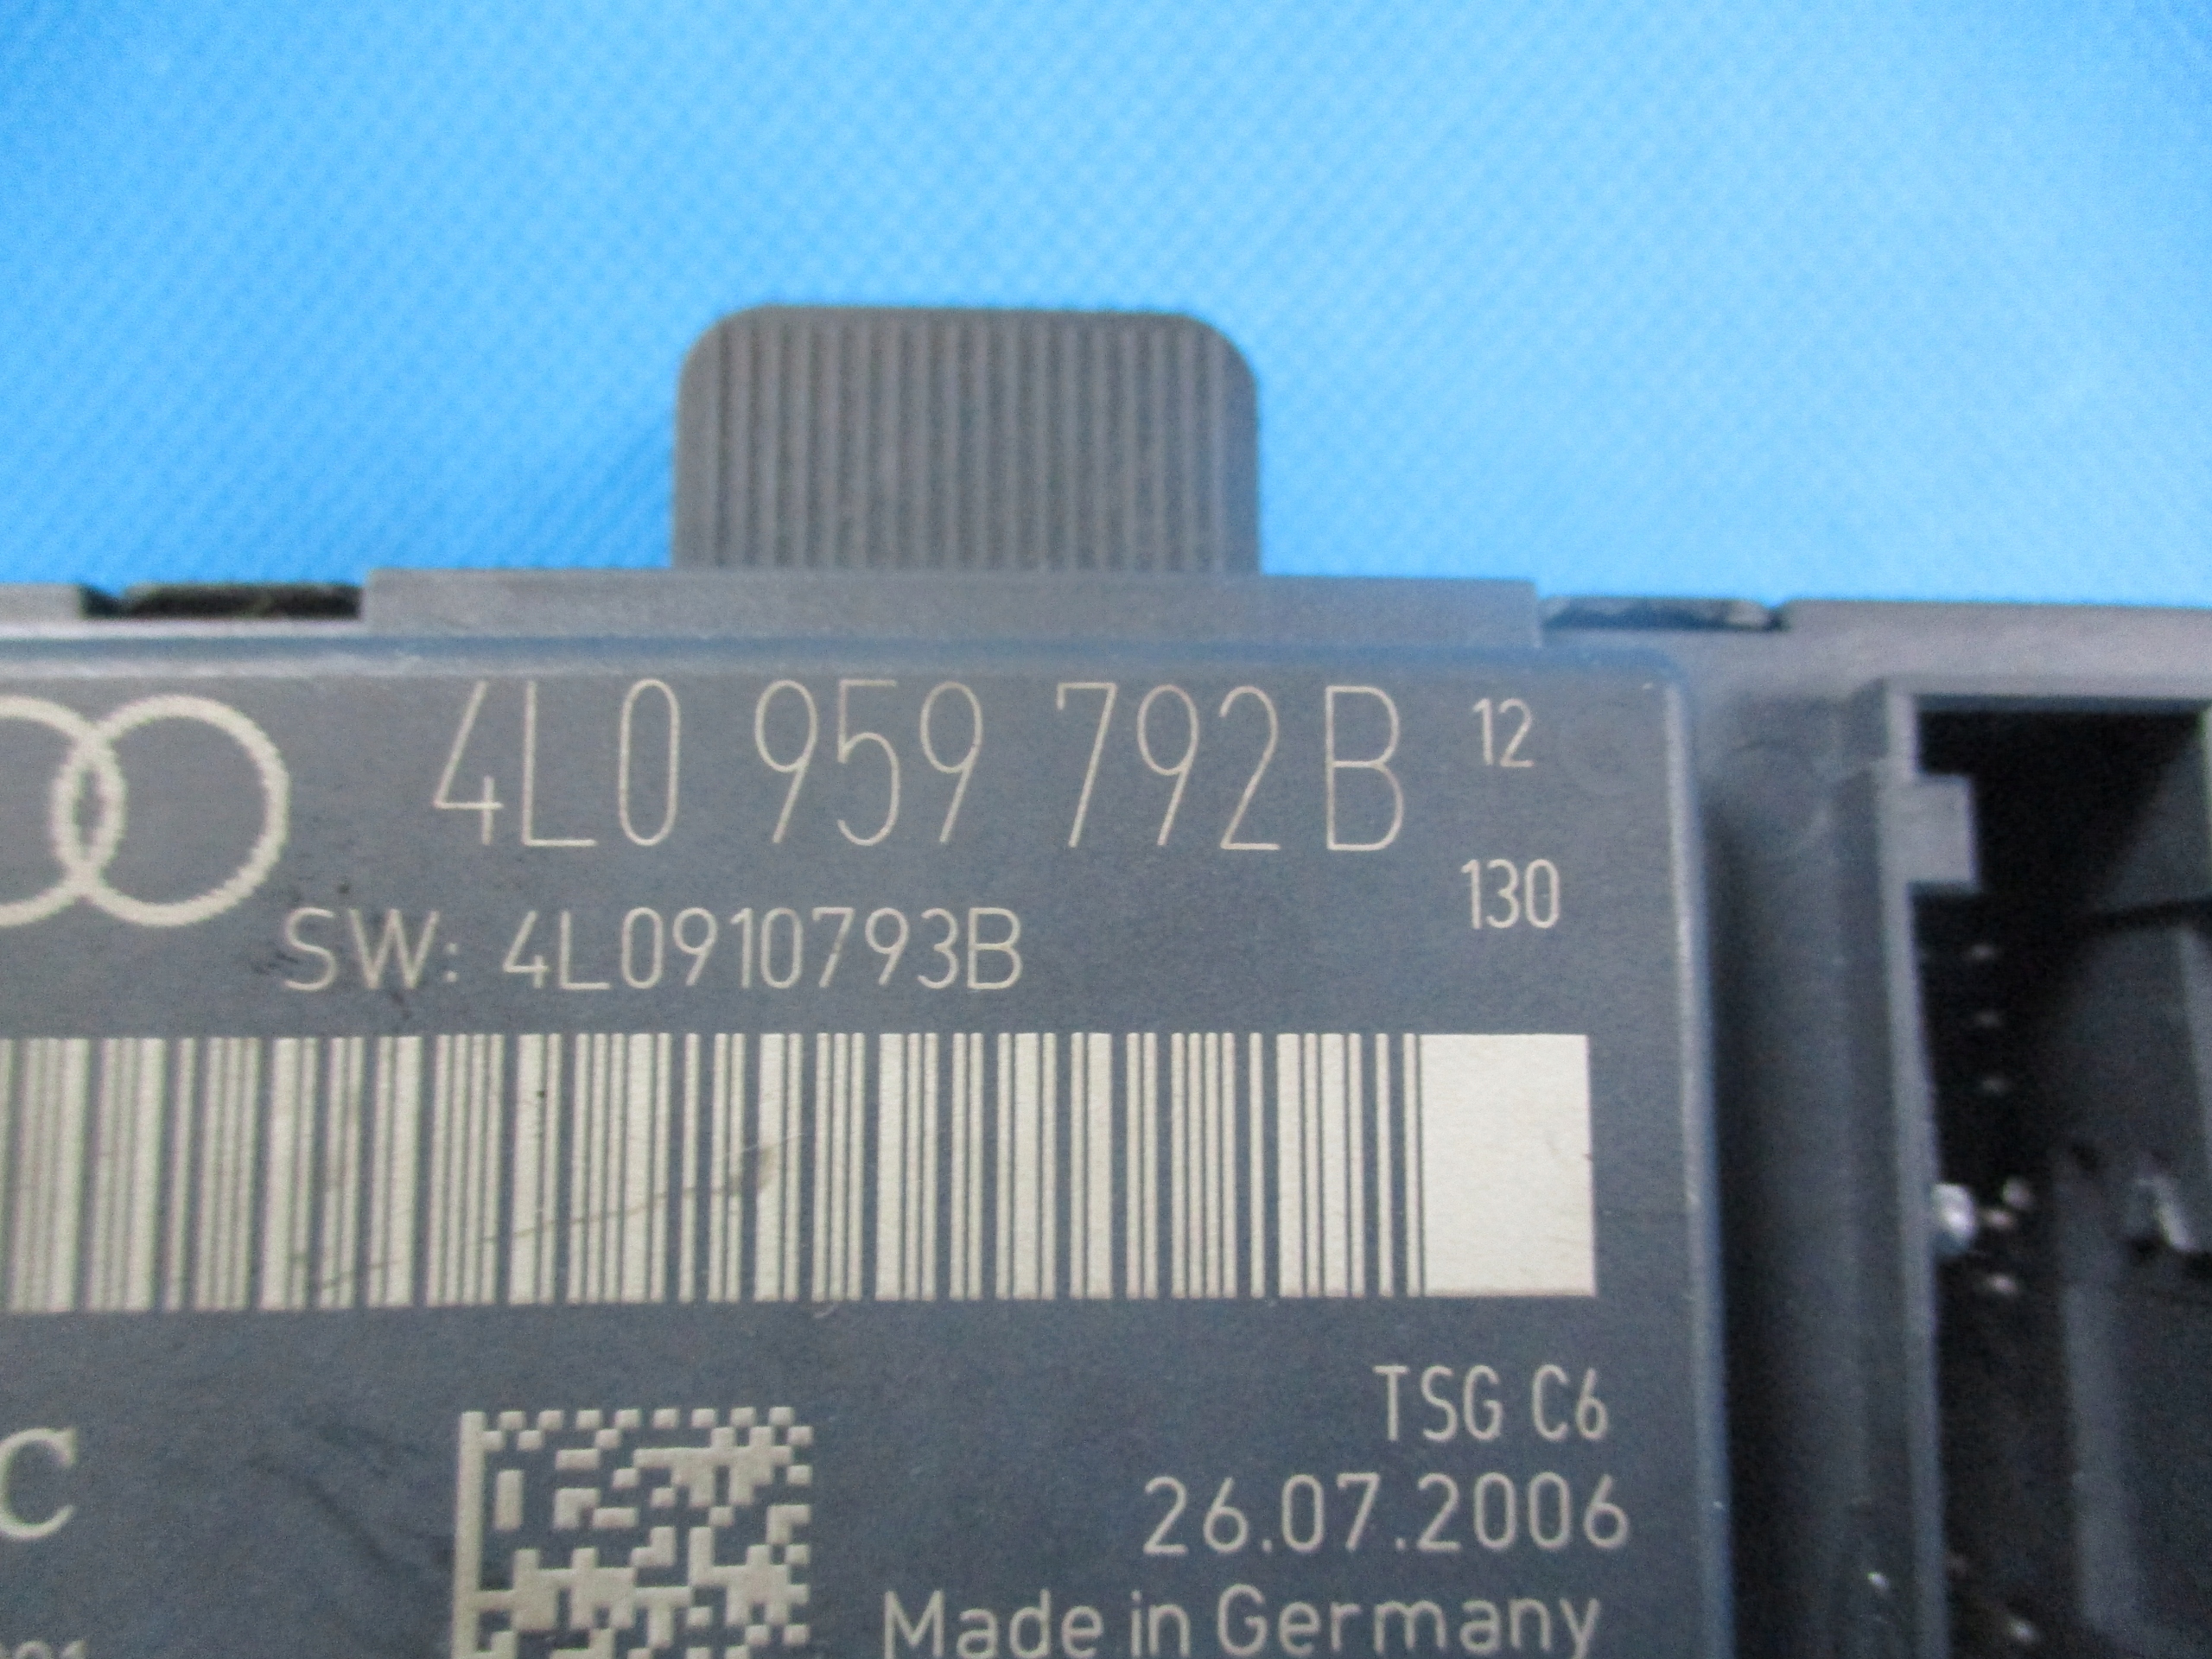 4L0 959 792 B 12
130
SW: 4L0910793B
TSG C6
C
26.07.2006
Made in Germany